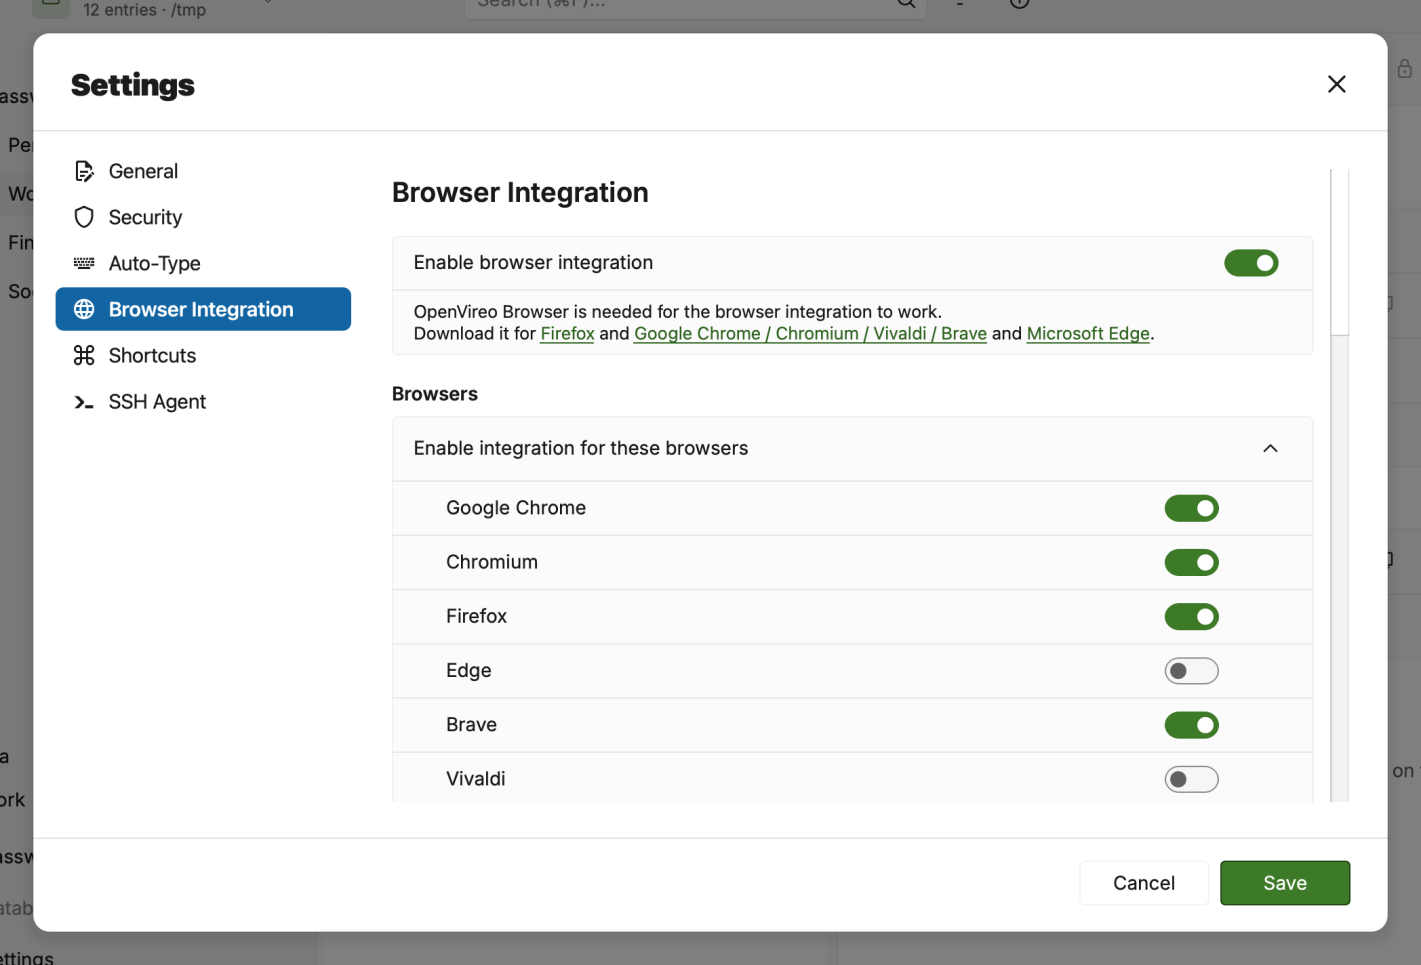 12 entries · /tmp
Search (⌘F)...
Settings
General
Security
Auto-Type
Browser Integration
Shortcuts
SSH Agent
Browser Integration
Enable browser integration
OpenVireo Browser is needed for the browser integration to work.
Download it for Firefox and Google Chrome / Chromium / Vivaldi / Brave and Microsoft Edge.
Browsers
Enable integration for these browsers
Google Chrome
Chromium
Firefox
Edge
Brave
Vivaldi
on
Cancel
Save